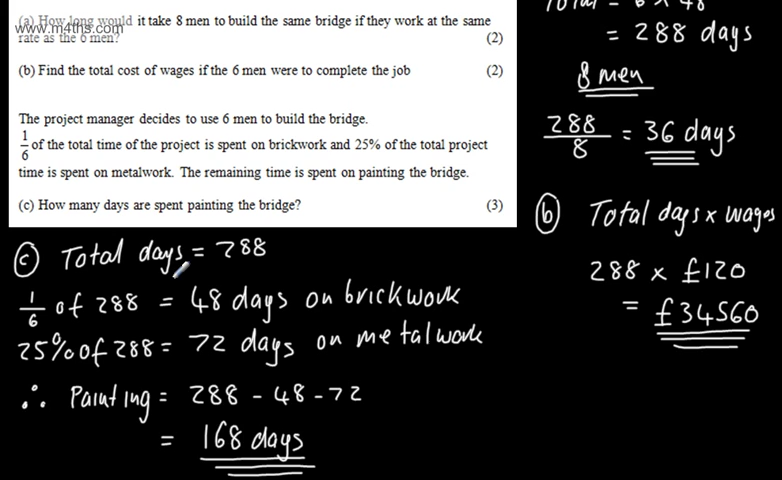 www.m4ths.com
(a) How long would it take 8 men to build the same bridge if they work at the same
rate as the 6 men? (2)
(b) Find the total cost of wages if the 6 men were to complete the job (2)
The project manager decides to use 6 men to build the bridge.
1/6 of the total time of the project is spent on brickwork and 25% of the total project
time is spent on metalwork. The remaining time is spent on painting the bridge.
(c) How many days are spent painting the bridge? (3)
Total = 6 x 48
= 288 days
8 men
288/8 = 36 days
(b) Total days x wages
288 x £120
= £34560
(c) Total days = 288
1/6 of 288 = 48 days on brickwork
25% of 288 = 72 days on metalwork
∴ Painting = 288 - 48 - 72
= 168 days